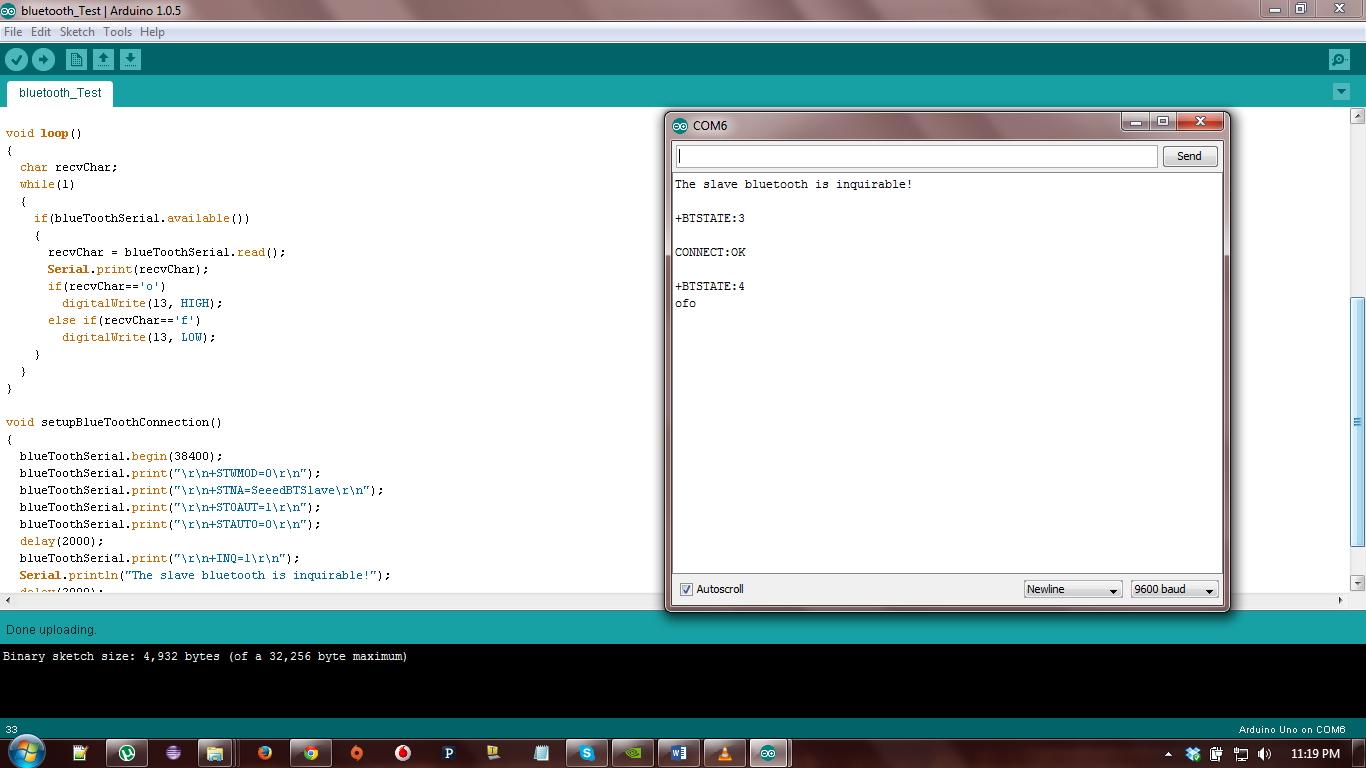 bluetooth_Test | Arduino 1.0.5
File Edit Sketch Tools Help
bluetooth_Test
void loop()
{
char recvChar;
while(1)
{
if(blueToothSerial.available())
{
recvChar = blueToothSerial.read();
Serial.print(recvChar);
if(recvChar=='o')
digitalWrite(13, HIGH);
else if(recvChar=='f')
digitalWrite(13, LOW);
}
}
}
void setupBlueToothConnection()
{
blueToothSerial.begin(38400);
blueToothSerial.print("\r\n+STWMOD=0\r\n");
blueToothSerial.print("\r\n+STNA=SeeedBTSlave\r\n");
blueToothSerial.print("\r\n+STOAUT=1\r\n");
blueToothSerial.print("\r\n+STAUTO=0\r\n");
delay(2000);
blueToothSerial.print("\r\n+INQ=1\r\n");
Serial.println("The slave bluetooth is inquirable!");
delay(2000);
COM6
Send
The slave bluetooth is inquirable!
+BTSTATE:3
CONNECT:OK
+BTSTATE:4
ofo
Autoscroll
Newline
9600 baud
Done uploading.
Binary sketch size: 4,932 bytes (of a 32,256 byte maximum)
33
Arduino Uno on COM6
11:19 PM